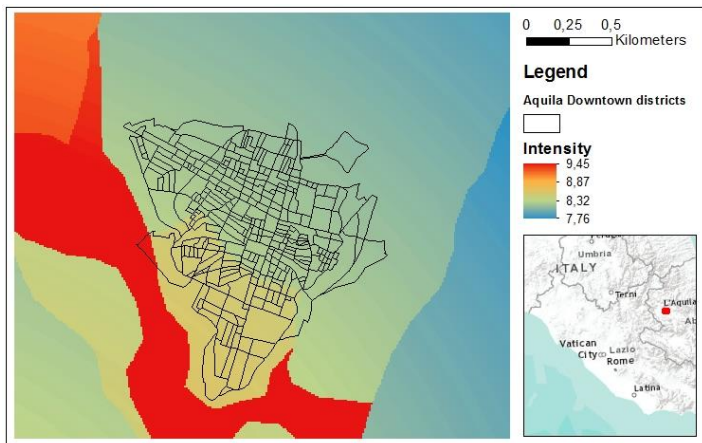 0 0,25 0,5
Kilometers
Legend
Aquila Downtown districts
Intensity
9,45
8,87
8,32
7,76
Umbria
ITALY
Terni
L'Aquila
Ab
Vatican
City
Lazio
Rome
Latina